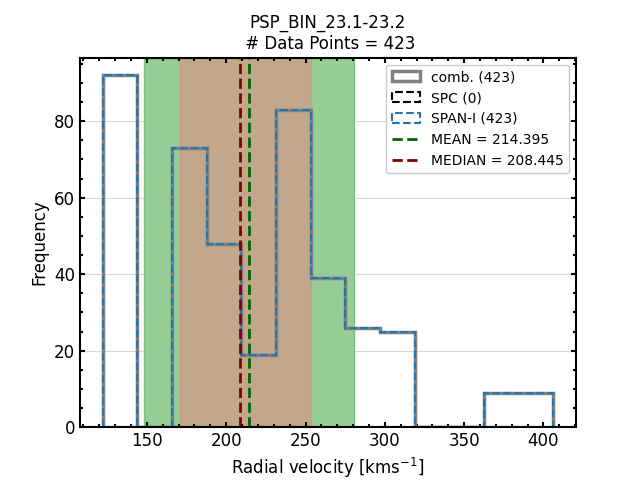 PSP_BIN_23.1-23.2
# Data Points = 423
comb. (423)
SPC (0)
SPAN-I (423)
MEAN = 214.395
MEDIAN = 208.445
Frequency
80
60
40
20
0
150 200 250 300 350 400
Radial velocity [kms⁻¹]